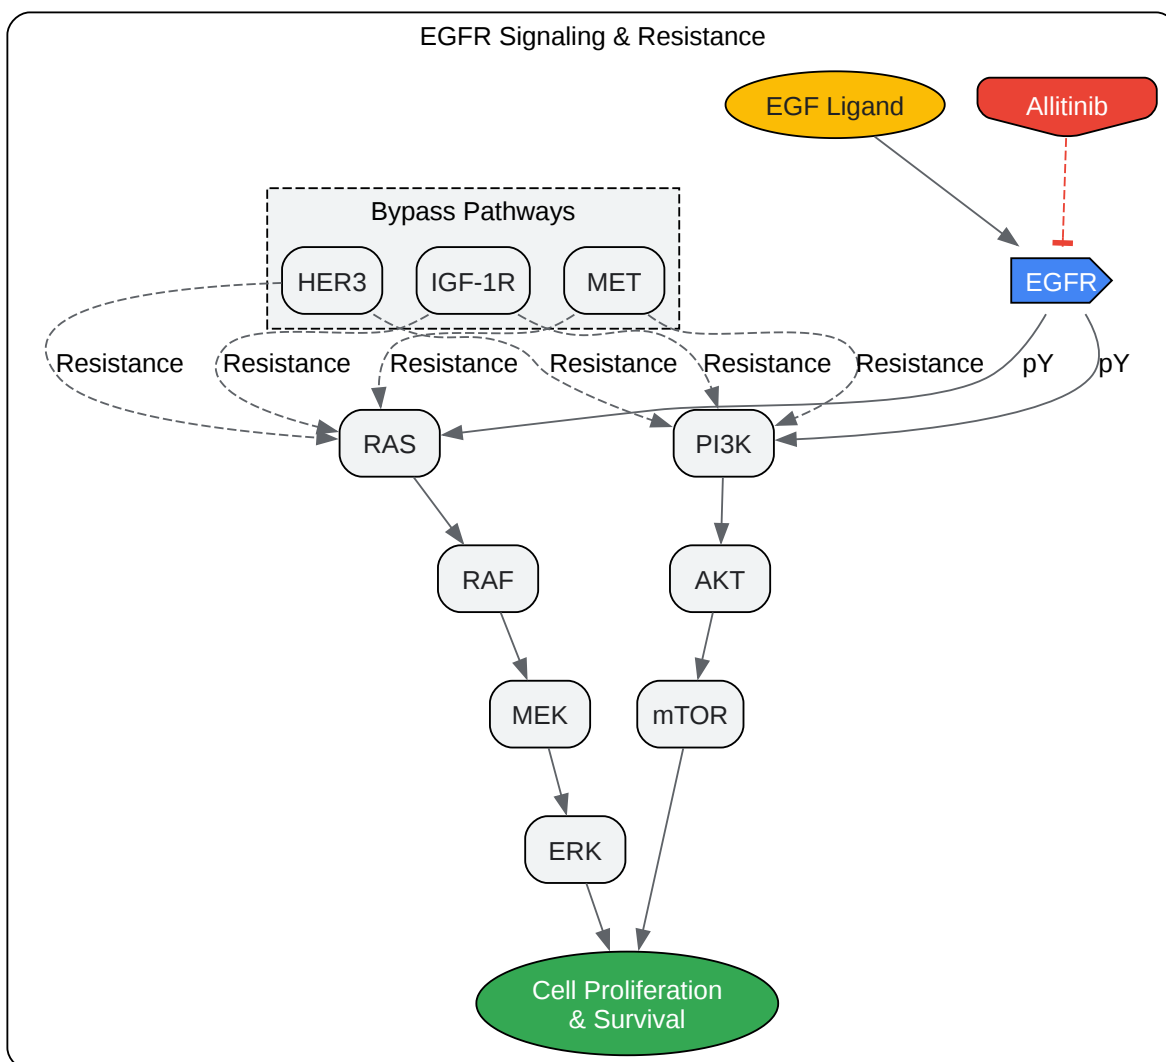 EGFR Signaling & Resistance
EGF Ligand
Allitinib
Bypass Pathways
HER3
IGF-1R
MET
EGFR
Resistance
Resistance
Resistance
Resistance
Resistance
Resistance
pY
pY
RAS
PI3K
RAF
AKT
MEK
mTOR
ERK
Cell Proliferation
& Survival